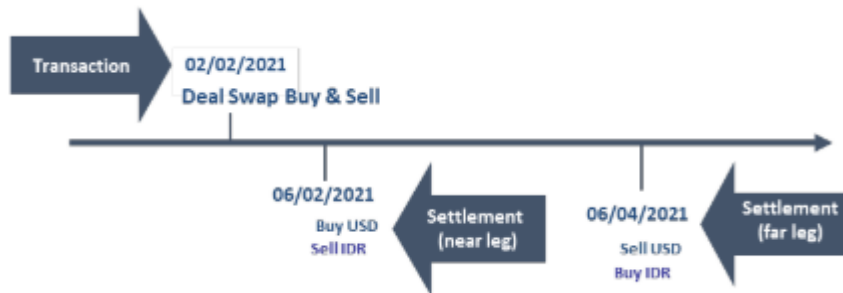 Transaction
02/02/2021
Deal Swap Buy & Sell
06/02/2021
Buy USD
Sell IDR
Settlement
(near leg)
06/04/2021
Sell USD
Buy IDR
Settlement
(far leg)